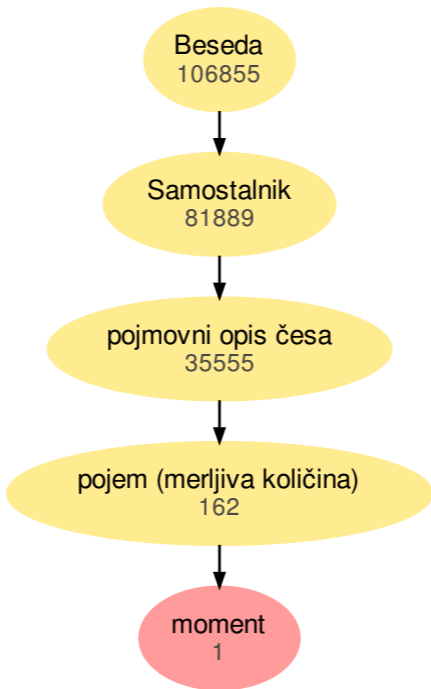 Beseda
106855
Samostalnik
81889
pojmovni opis česa
35555
pojem (merljiva količina)
162
moment
1